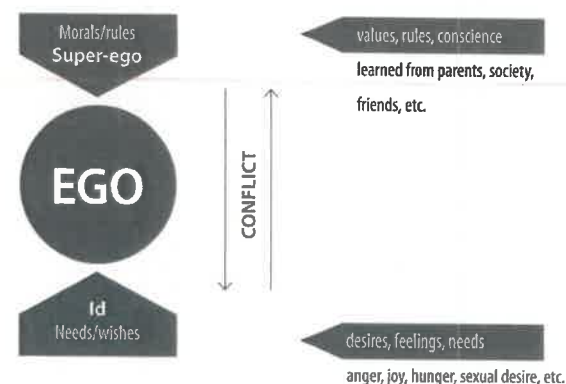 Morals/rules
Super-ego
values, rules, conscience
learned from parents, society,
friends, etc.
EGO
CONFLICT
Id
Needs/wishes
desires, feelings, needs
anger, joy, hunger, sexual desire, etc.